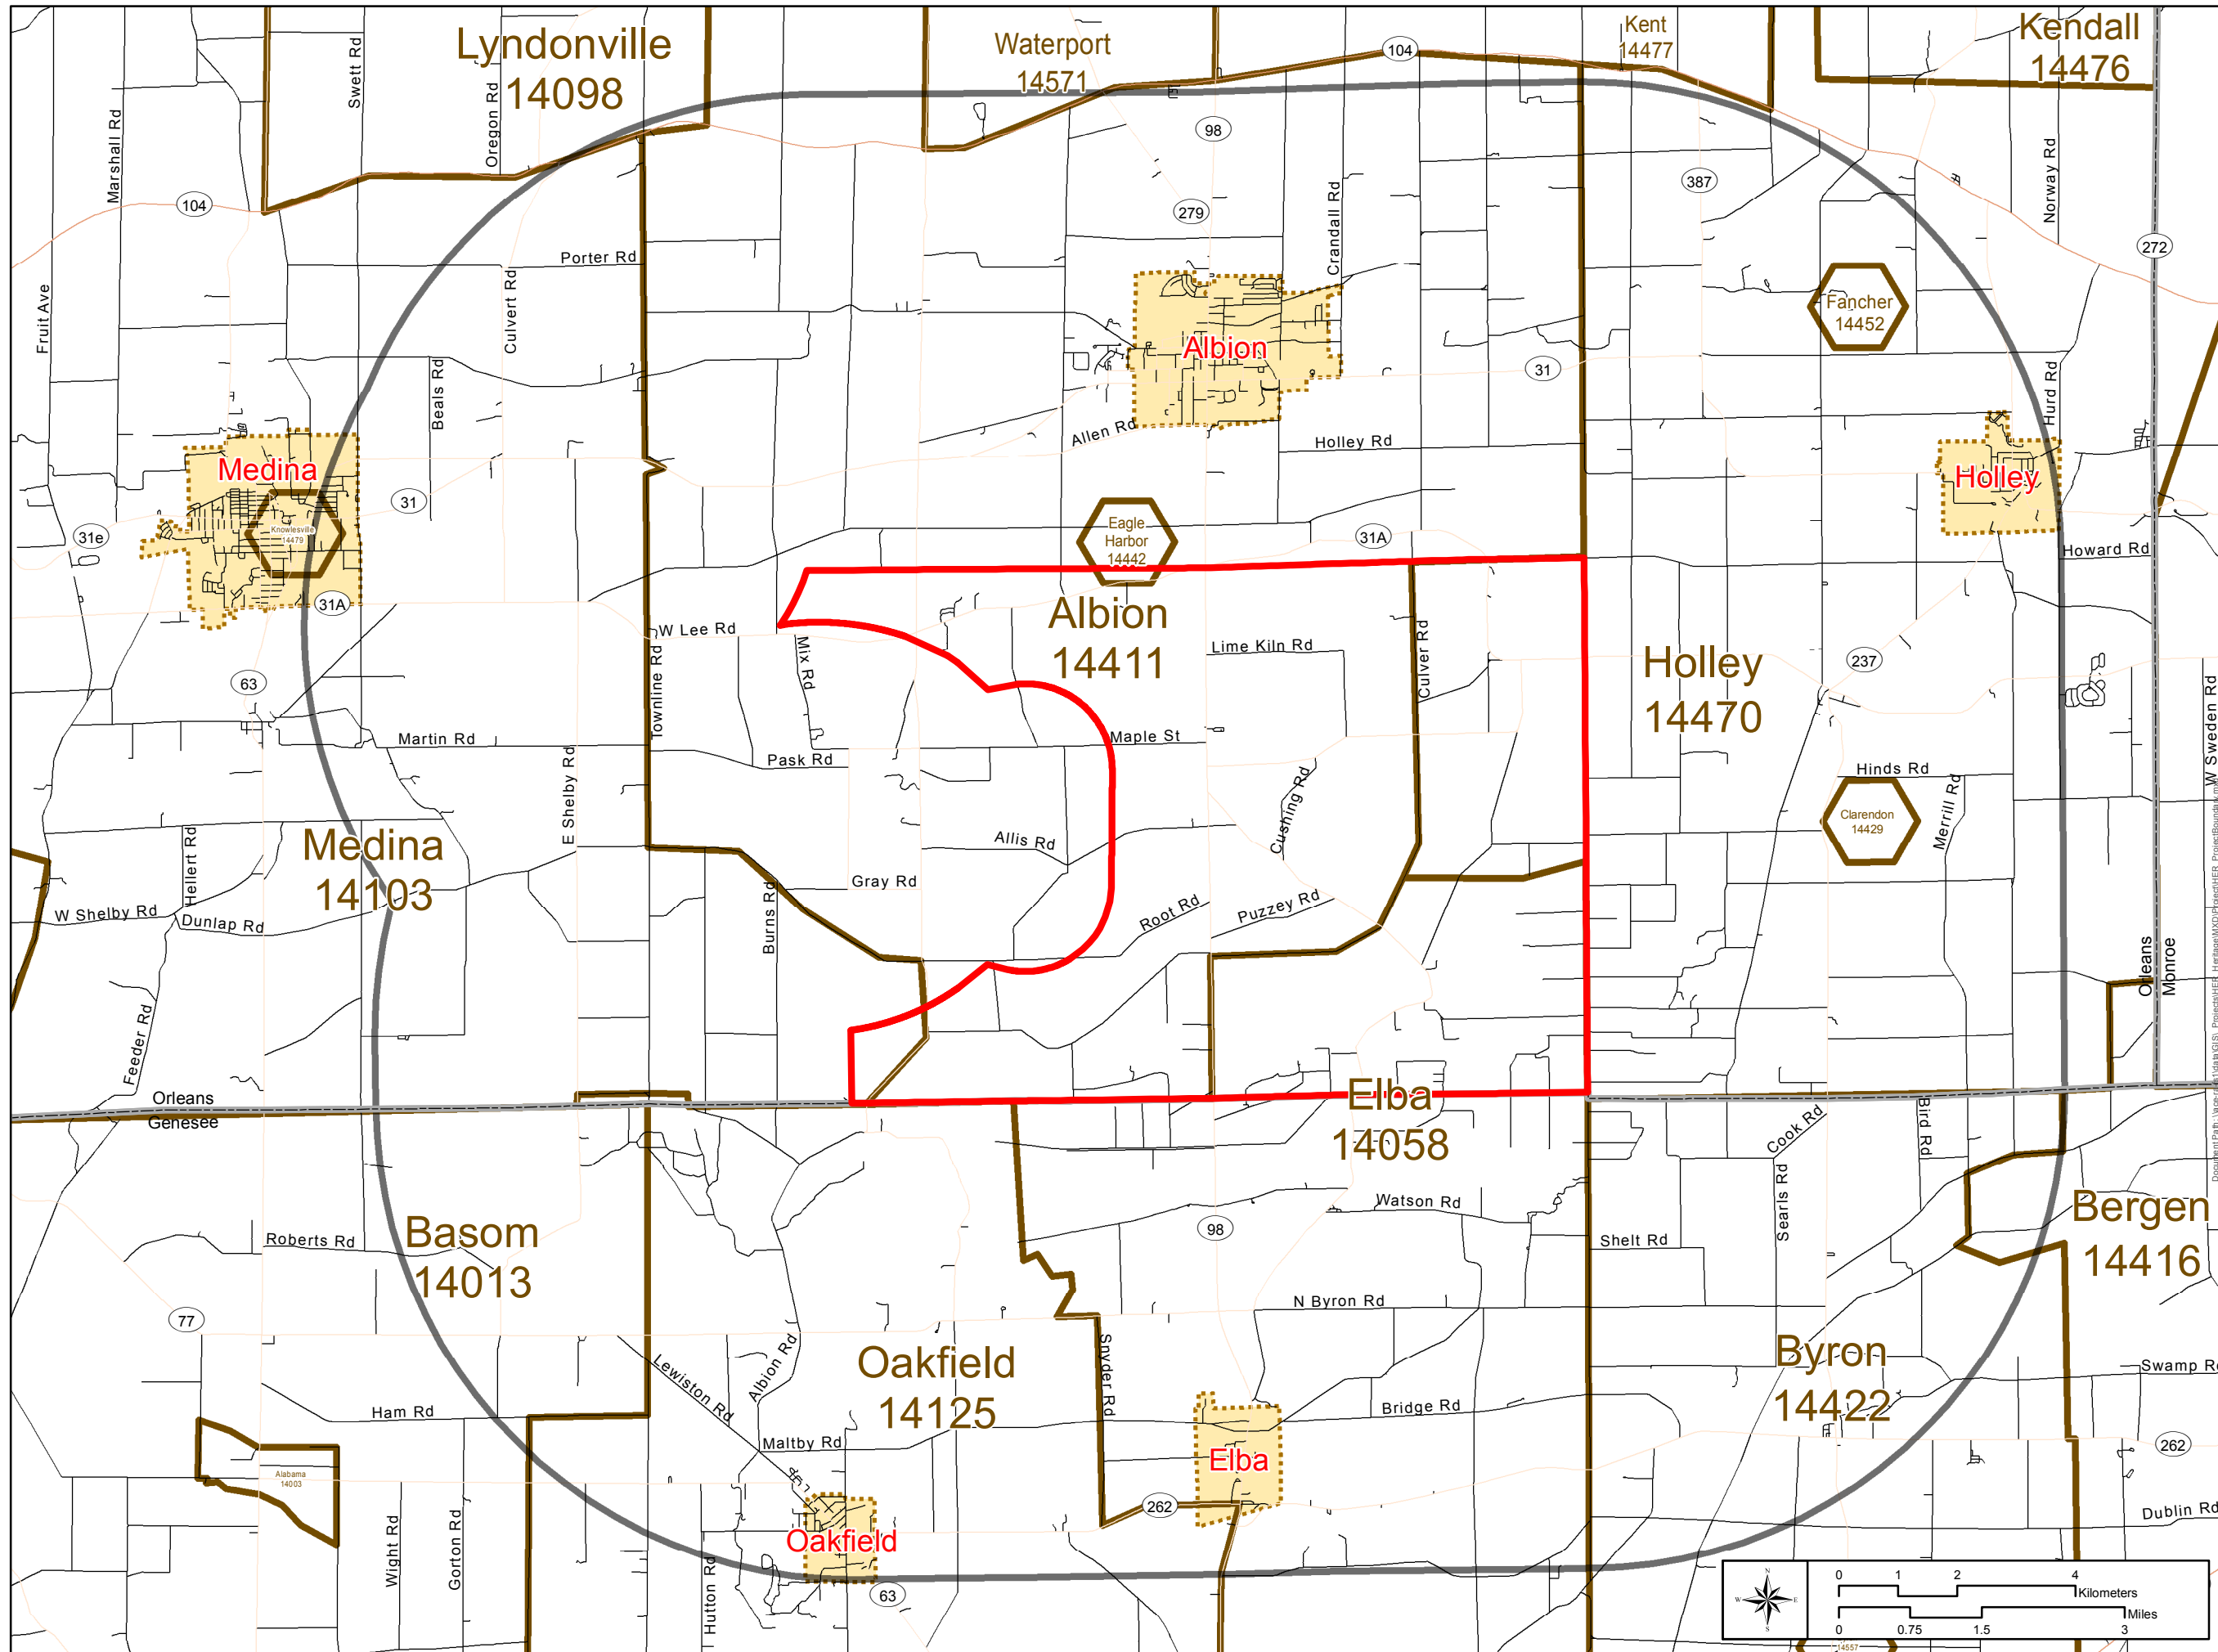 Lyndonville
14098
Waterport
14571
Kent
14477
Kendall
14476
104
98
279
387
272
104
Swett Rd
Oregon Rd
Marshall Rd
Norway Rd
Crandall Rd
Porter Rd
Culvert Rd
Fruit Ave
Beals Rd
Fancher
14452
Albion
31
Hurd Rd
Allen Rd
Holley Rd
Medina
Holley
Knowlesville
14479
31
31e
31A
Eagle
Harbor
14442
31A
Howard Rd
Albion
14411
W Lee Rd
Townline Rd
Mix Rd
Lime Kiln Rd
Culver Rd
Holley
14470
237
63
W Sweden Rd
Martin Rd
Pask Rd
Maple St
E Shelby Rd
Cushing Rd
Hinds Rd
Merrill Rd
Clarendon
14429
Medina
14103
Hellert Rd
Allis Rd
Gray Rd
W Shelby Rd
Dunlap Rd
Burns Rd
Root Rd
Puzzey Rd
Orleans
Monroe
Feeder Rd
Orleans
Genesee
Elba
14058
Cook Rd
Bird Rd
Searls Rd
Watson Rd
98
Shelt Rd
Bergen
14416
Basom
14013
Roberts Rd
77
N Byron Rd
Oakfield
14125
Byron
14422
Snyder Rd
Albion Rd
Lewiston Rd
Swamp Rd
Ham Rd
Bridge Rd
Maltby Rd
262
Elba
Alabama
14003
262
Dublin Rd
Oakfield
Wight Rd
Gorton Rd
Hutton Rd
63
N
W
E
S
0 1 2 4
Kilometers
Miles
0 0.75 1.5 3
14557